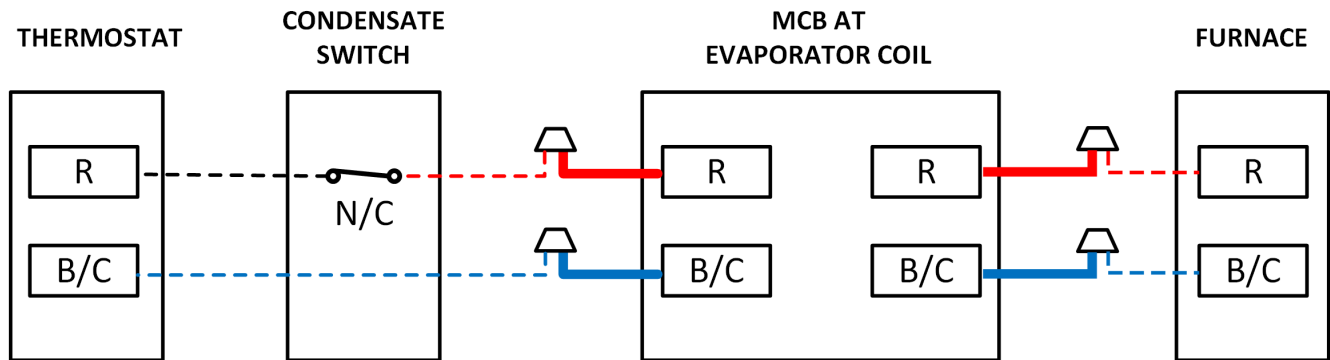 THERMOSTAT
CONDENSATE
SWITCH
MCB AT
EVAPORATOR COIL
FURNACE
R
N/C
R
R
R
B/C
B/C
B/C
B/C